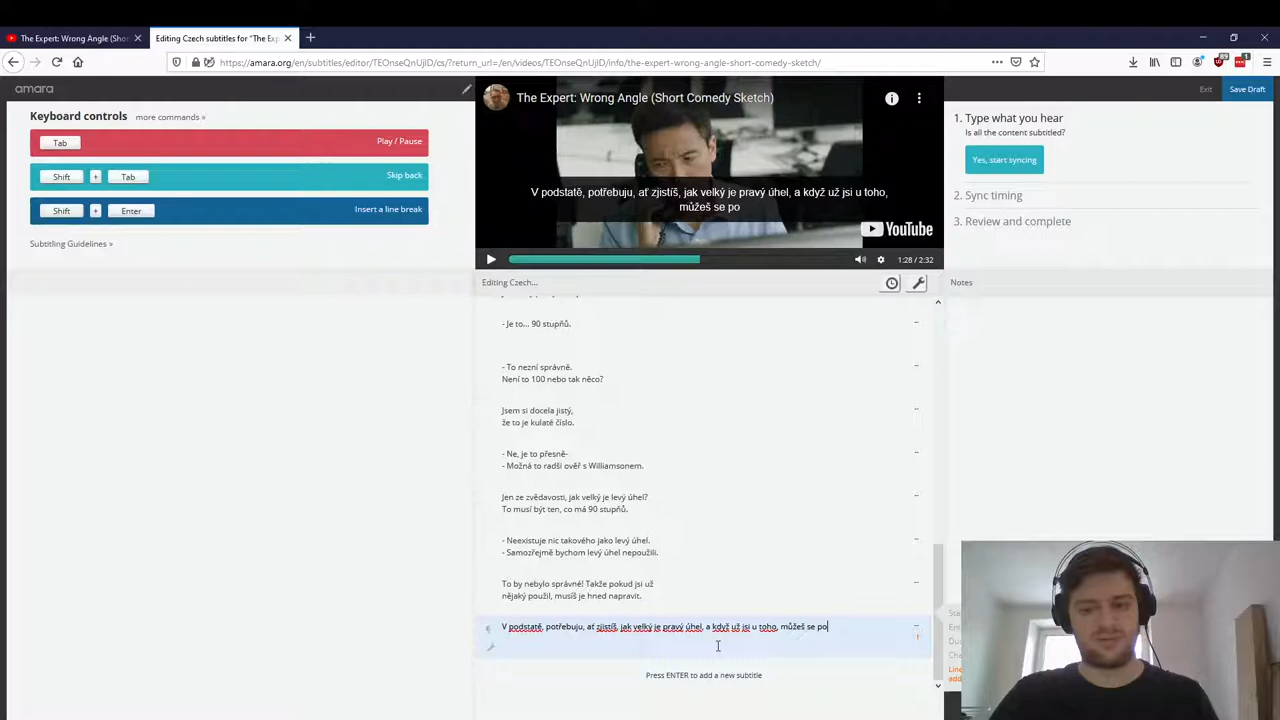 The Expert: Wrong Angle (Shor
Editing Czech subtitles for "The Exp
https://amara.org/en/subtitles/editor/TEOnseQnUjlD/cs/?return_url=/en/videos/TEOnseQnUjlD/info/the-expert-wrong-angle-short-comedy-sketch/
amara
Exit
Save Draft
Keyboard controls
more commands »
Tab
Play / Pause
Shift
+
Tab
Skip back
Shift
+
Enter
Insert a line break
Subtitling Guidelines »
The Expert: Wrong Angle (Short Comedy Sketch)
V podstatě, potřebuju, ať zjistíš, jak velký je pravý úhel, a když už jsi u toho,
můžeš se po
YouTube
1:28 / 2:32
1. Type what you hear
Is all the content subtitled?
Yes, start syncing
2. Sync timing
3. Review and complete
Editing Czech...
Notes
- Je to... 90 stupňů.
--
- To nezní správně.
Není to 100 nebo tak něco?
--
Jsem si docela jistý,
že to je kulaté číslo.
--
- Ne, je to přesně-
- Možná to radši ověř s Williamsonem.
--
Jen ze zvědavosti, jak velký je levý úhel?
To musí být ten, co má 90 stupňů.
--
- Neexistuje nic takového jako levý úhel.
- Samozřejmě bychom levý úhel nepoužili.
--
To by nebylo správné! Takže pokud jsi už
nějaký použil, musíš je hned napravit.
--
V podstatě, potřebuju, ať zjistíš, jak velký je pravý úhel, a když už jsi u toho, můžeš se po
--
!
Press ENTER to add a new subtitle